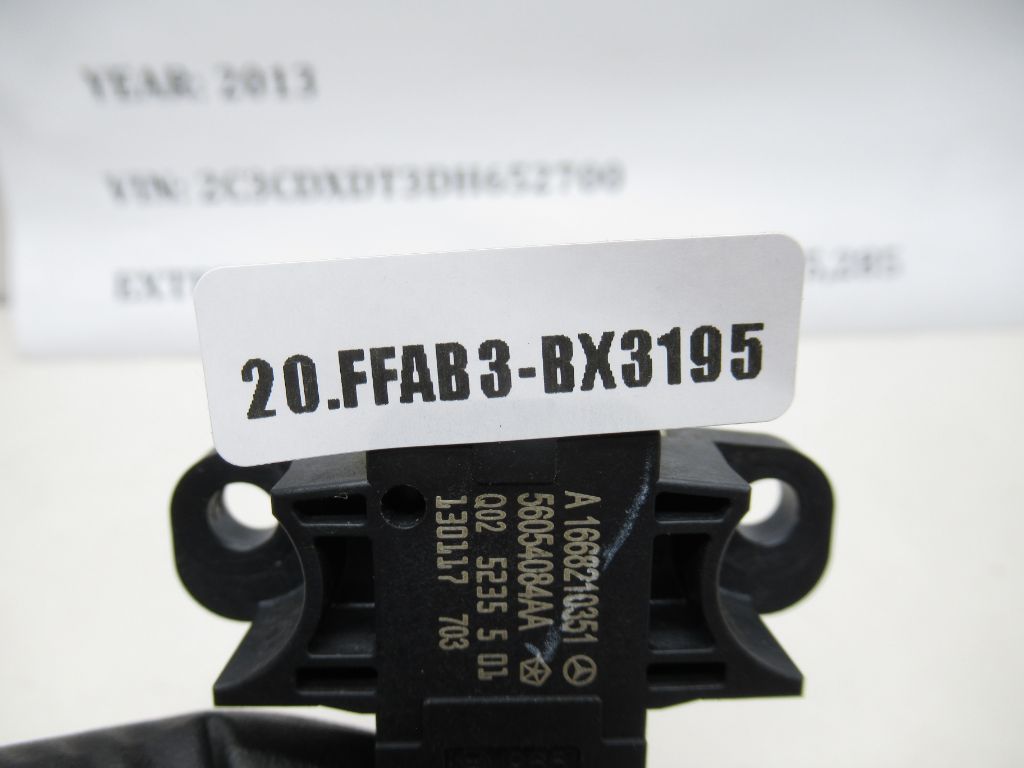 YEAR: 2013
VIN: 2C3CDXDT3DH652700
20.FFAB3-BX3195
A 1668210351
56054084AA
Q02 5235 5 01
130117 703